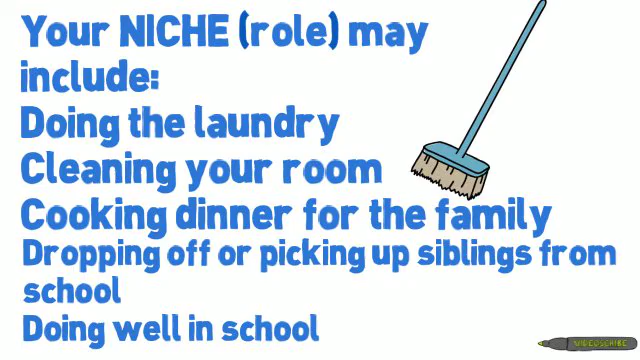 Your NICHE (role) may
include:
Doing the laundry
Cleaning your room
Cooking dinner for the family
Dropping off or picking up siblings from
school
Doing well in school
VIDEOSCRIBE